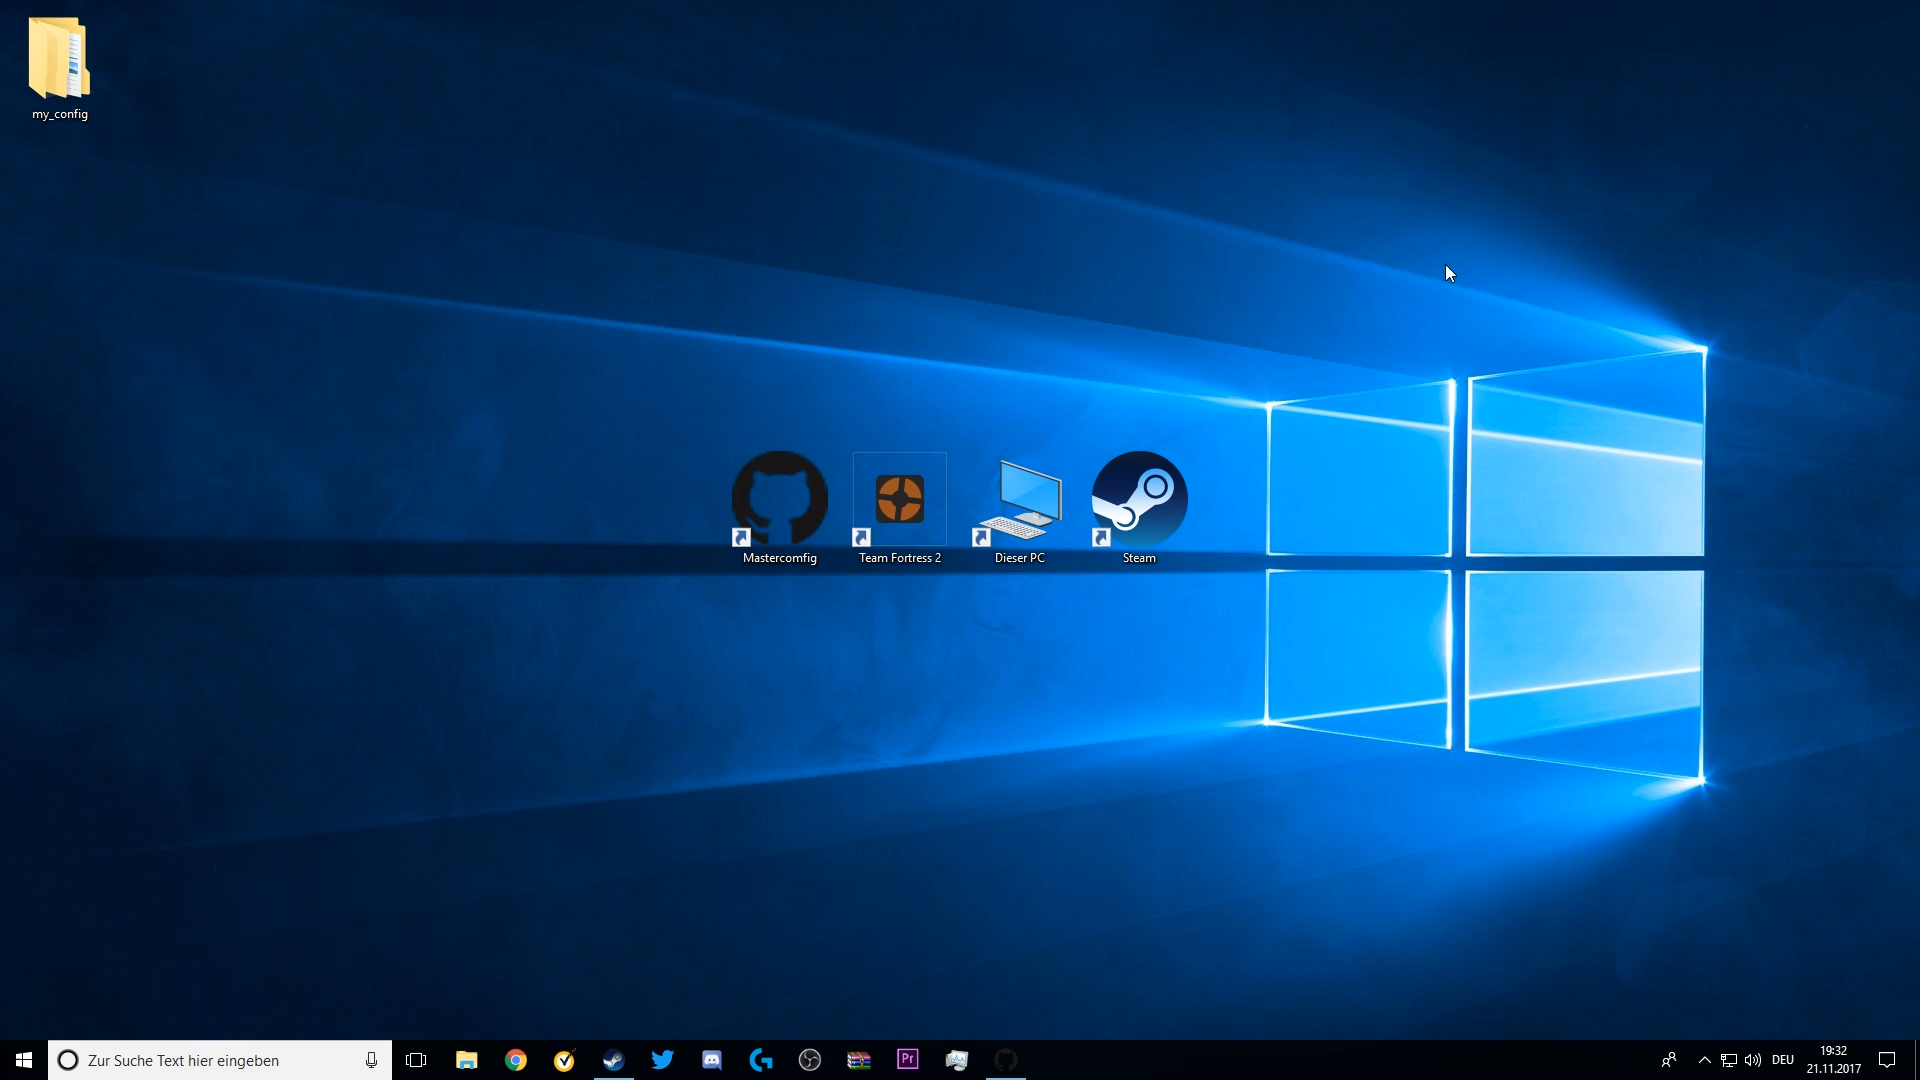 my_config
Mastercomfig
Team Fortress 2
Dieser PC
Steam
Zur Suche Text hier eingeben
Pr
DEU
19:32
21.11.2017